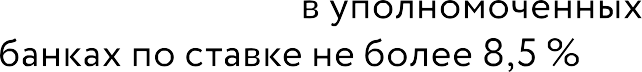 в уполномоченных
банках по ставке не более 8,5 %